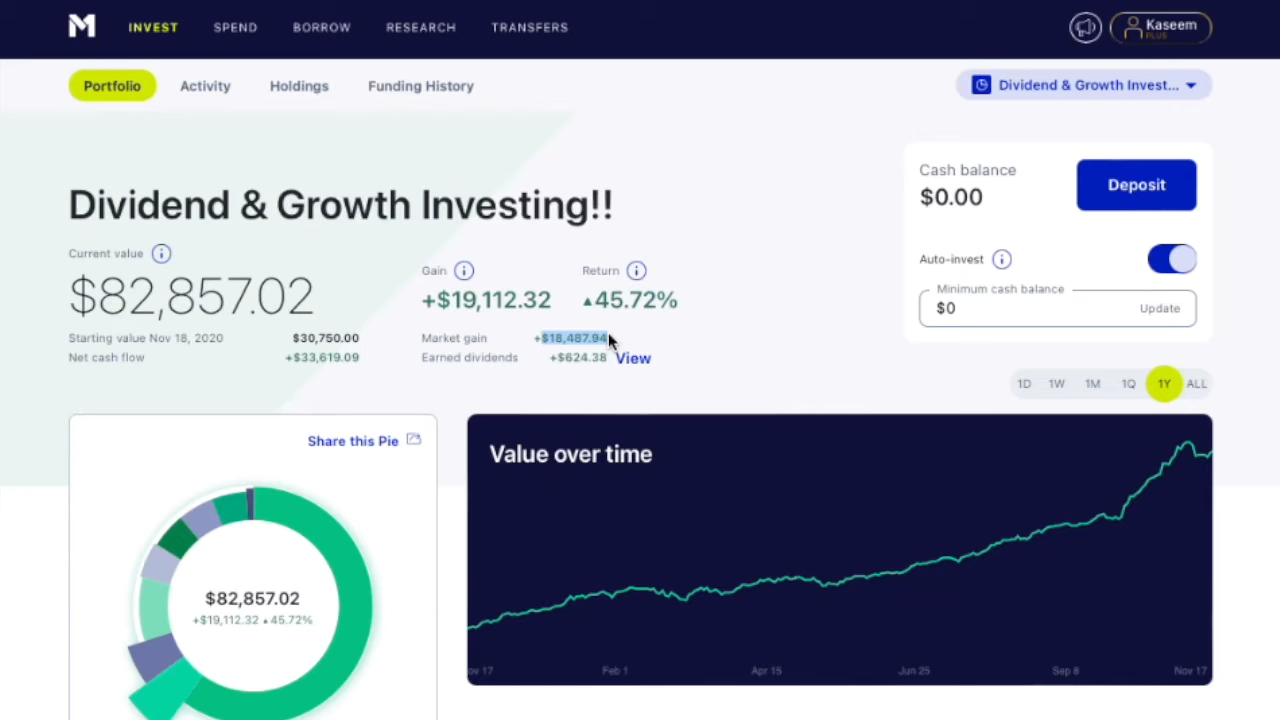 INVEST SPEND BORROW RESEARCH TRANSFERS
Kaseem
PLUS
Portfolio Activity Holdings Funding History
Dividend & Growth Invest...
Dividend & Growth Investing!!
Current value
$82,857.02
Starting value Nov 18, 2020 $30,750.00
Net cash flow +$33,619.09
Gain Return
+$19,112.32 ▲45.72%
Market gain +$18,487.94
Earned dividends +$624.38 View
Cash balance
$0.00
Deposit
Auto-invest
Minimum cash balance
$0 Update
1D 1W 1M 1Q 1Y ALL
Share this Pie
$82,857.02
+$19,112.32 ▲45.72%
Value over time
ov 17 Feb 1 Apr 15 Jun 25 Sep 8 Nov 17